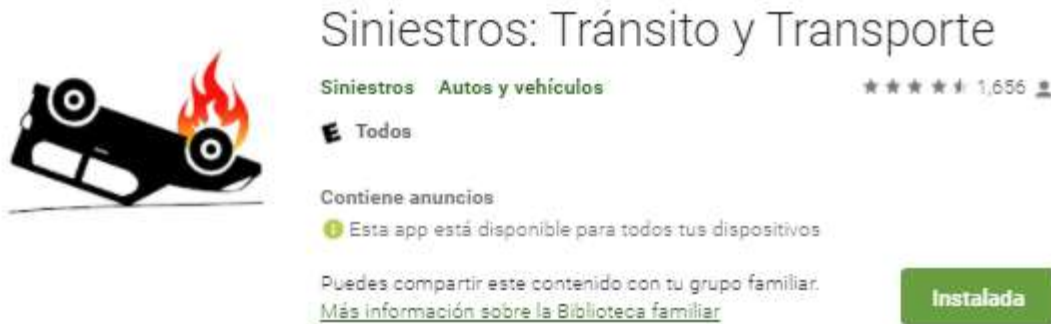 Siniestros: Tránsito y Transporte
Siniestros Autos y vehículos 1,656
E Todos
Contiene anuncios
Esta app está disponible para todos tus dispositivos
Puedes compartir este contenido con tu grupo familiar.
Más información sobre la Biblioteca familiar
Instalada